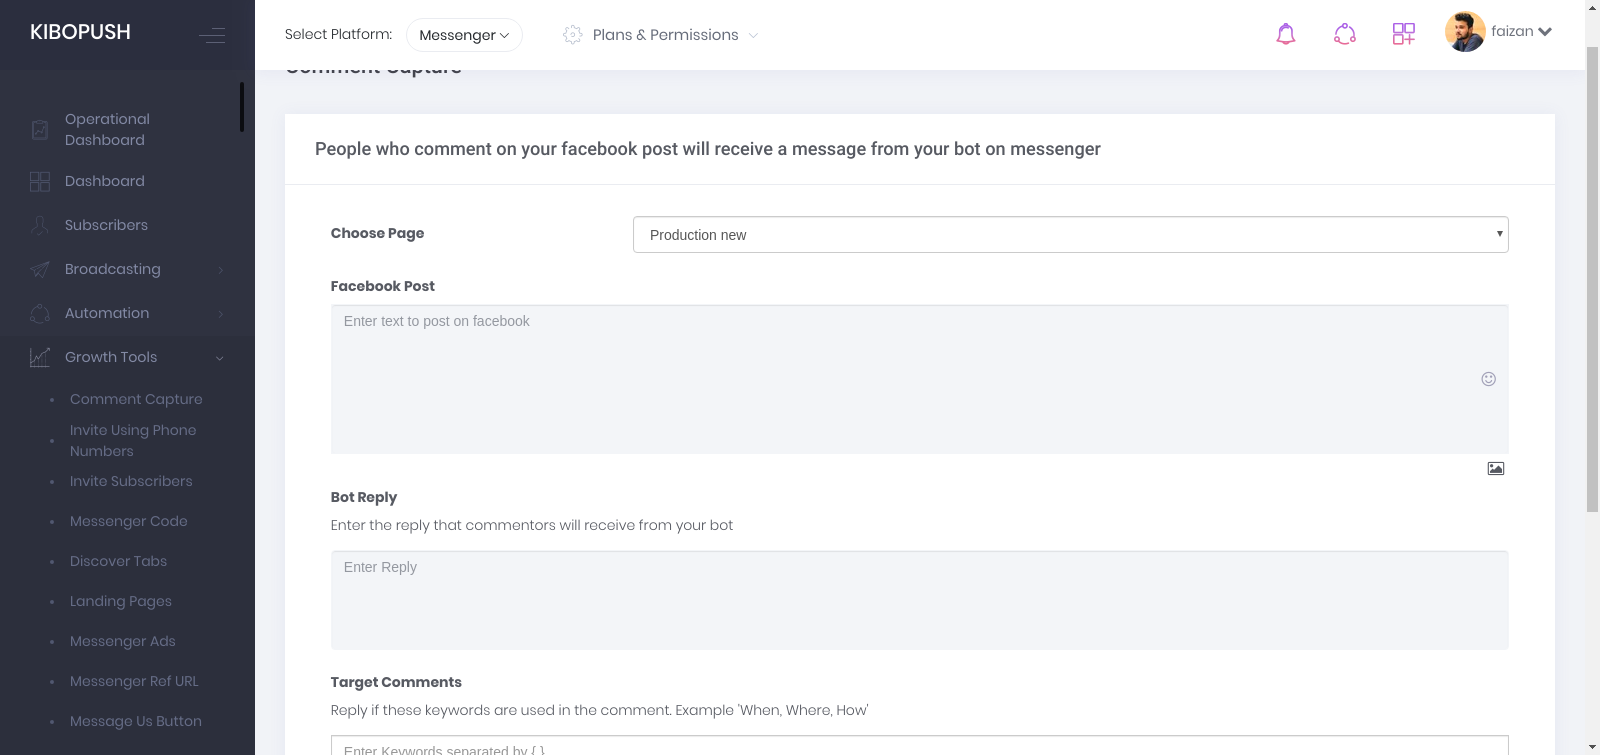 KIBOPUSH
Select Platform:
Messenger
Plans & Permissions
faizan
Comment Capture
Operational
Dashboard
Dashboard
Subscribers
Broadcasting
Automation
Growth Tools
Comment Capture
Invite Using Phone
Numbers
Invite Subscribers
Messenger Code
Discover Tabs
Landing Pages
Messenger Ads
Messenger Ref URL
Message Us Button
People who comment on your facebook post will receive a message from your bot on messenger
Choose Page
Production new
Facebook Post
Enter text to post on facebook
Bot Reply
Enter the reply that commentors will receive from your bot
Enter Reply
Target Comments
Reply if these keywords are used in the comment. Example 'When, Where, How'
Enter Keywords separated by (,)